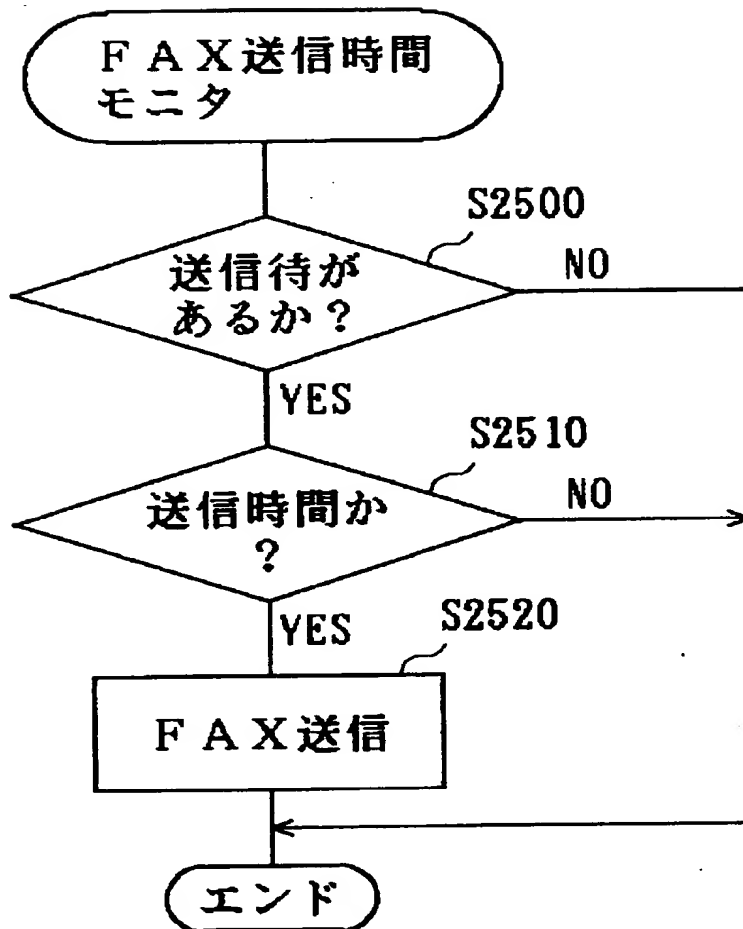 ＦＡＸ送信時間
モニタ
S2500
送信待が
あるか？
NO
YES
S2510
送信時間か
？
NO
YES
S2520
ＦＡＸ送信
エンド